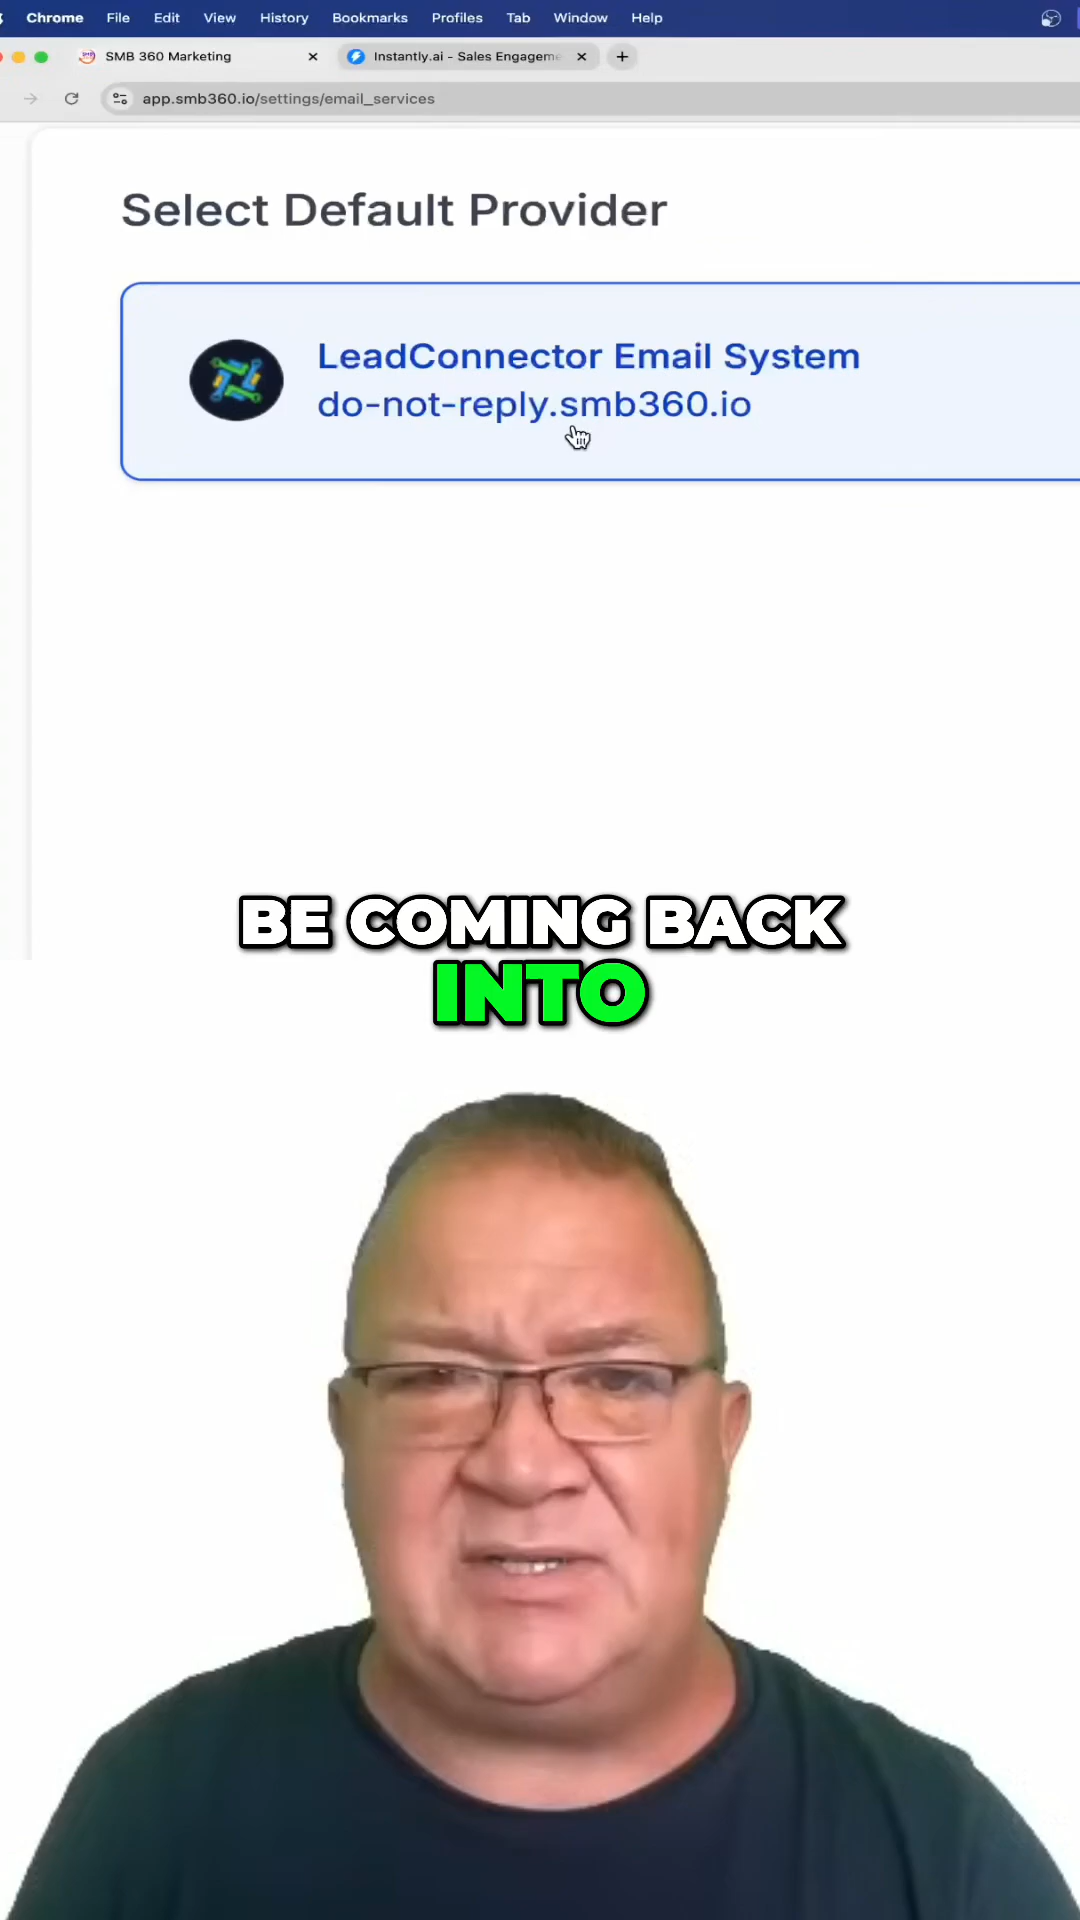 Chrome File Edit View History Bookmarks Profiles Tab Window Help
SMB 360 Marketing
Instantly.ai - Sales Engageme
app.smb360.io/settings/email_services
Select Default Provider
LeadConnector Email System
do-not-reply.smb360.io
BE COMING BACK
INTO